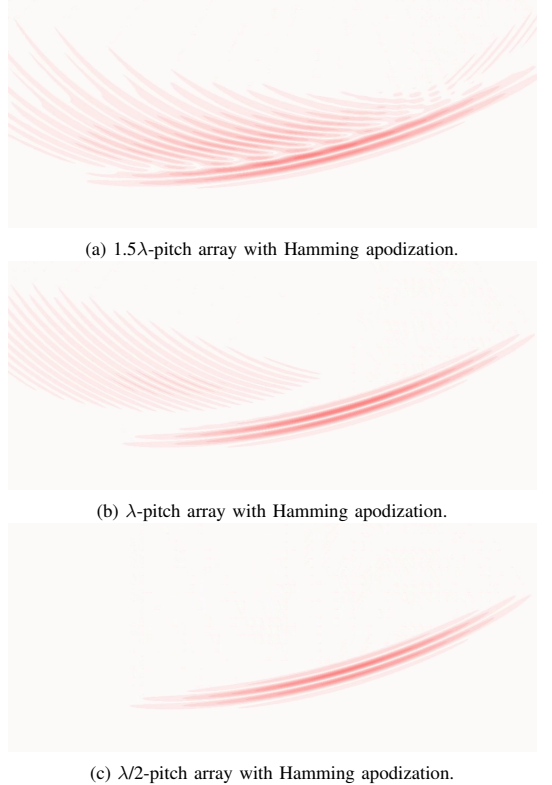 (a) 1.5λ-pitch array with Hamming apodization.
(b) λ-pitch array with Hamming apodization.
(c) λ/2-pitch array with Hamming apodization.